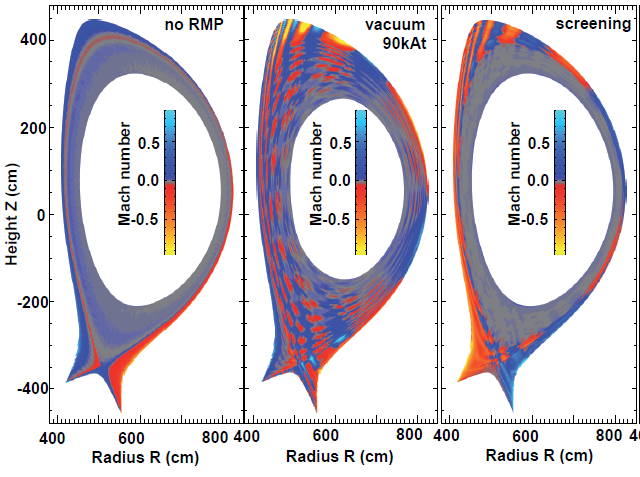 no RMP
vacuum
90kAt
screening
400
200
0
-200
-400
Height Z (cm)
Mach number
0.5
0.0
-0.5
Mach number
0.5
0.0
-0.5
Mach number
0.5
0.0
-0.5
400 600 800
400 600 800
400 600 800 40
Radius R (cm)
Radius R (cm)
Radius R (cm)